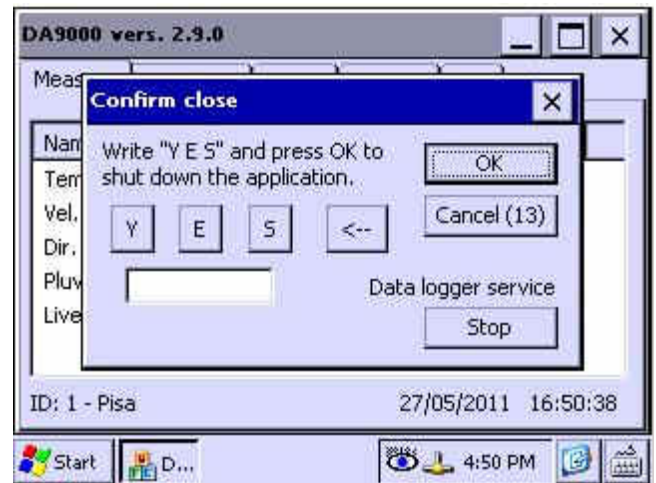 DA9000 vers. 2.9.0
Meas
Confirm close
Nam
Write "Y E S" and press OK to
shut down the application.
OK
Tem
Vel.
Y E S <--
Cancel (13)
Dir.
Pluv
Data logger service
Live
Stop
ID: 1 - Pisa 27/05/2011 16:50:38
Start D... 4:50 PM